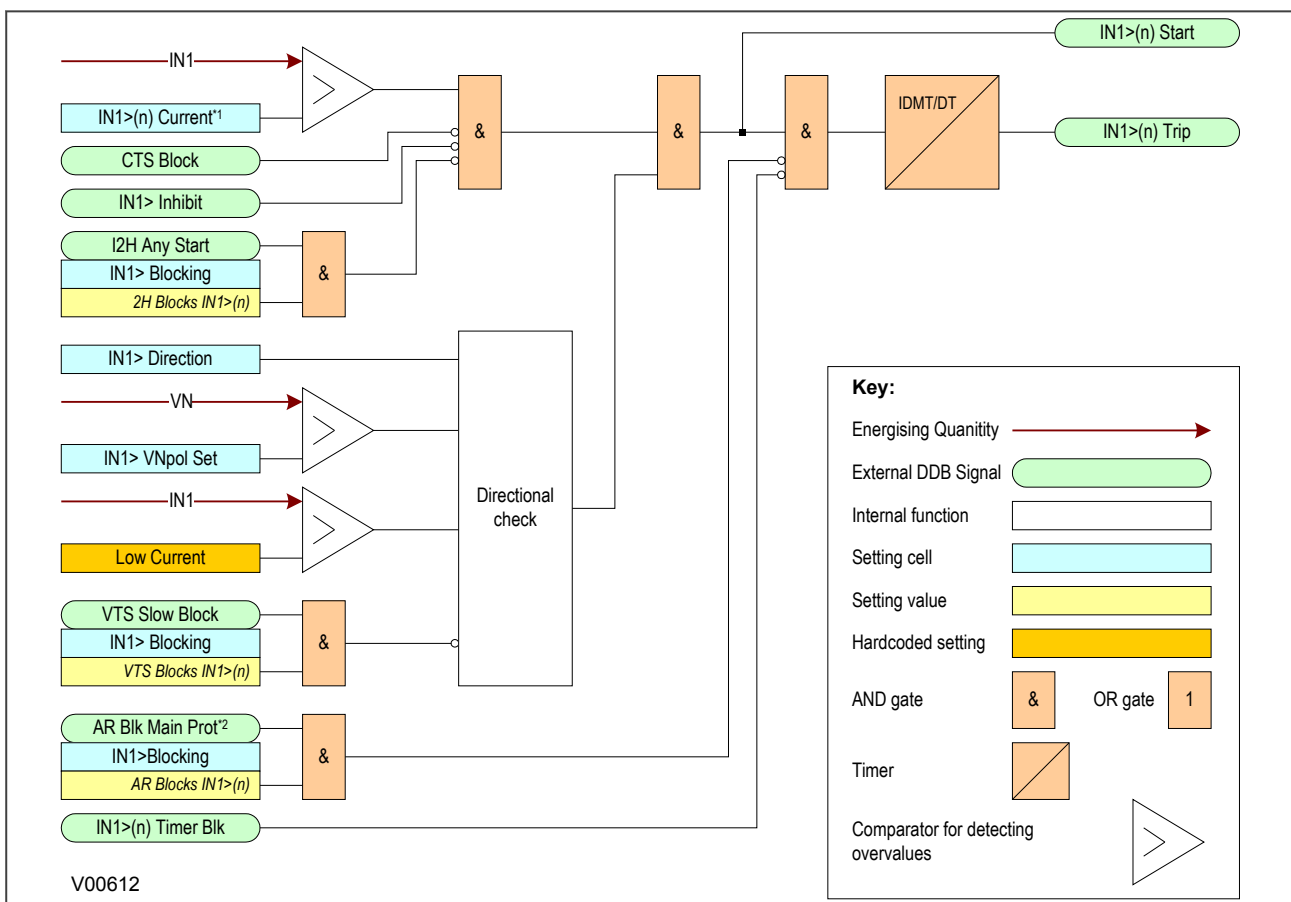 IN1
IN1>(n) Current*1
CTS Block
IN1> Inhibit
I2H Any Start
IN1> Blocking
2H Blocks IN1>(n)
&
&
&
&
IDMT/DT
IN1>(n) Start
IN1>(n) Trip
IN1> Direction
VN
IN1> VNpol Set
IN1
Low Current
Directional
check
VTS Slow Block
IN1> Blocking
VTS Blocks IN1>(n)
&
AR Blk Main Prot*2
IN1>Blocking
AR Blocks IN1>(n)
&
IN1>(n) Timer Blk
V00612
Key:
Energising Quanitity
External DDB Signal
Internal function
Setting cell
Setting value
Hardcoded setting
AND gate
&
OR gate
1
Timer
Comparator for detecting
overvalues